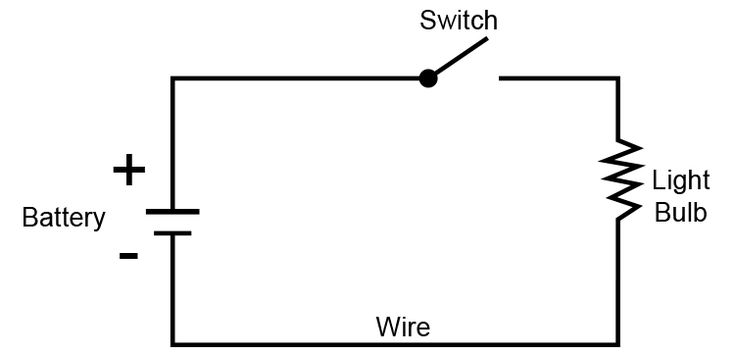 Switch
+
Light
Bulb
Battery
-
Wire